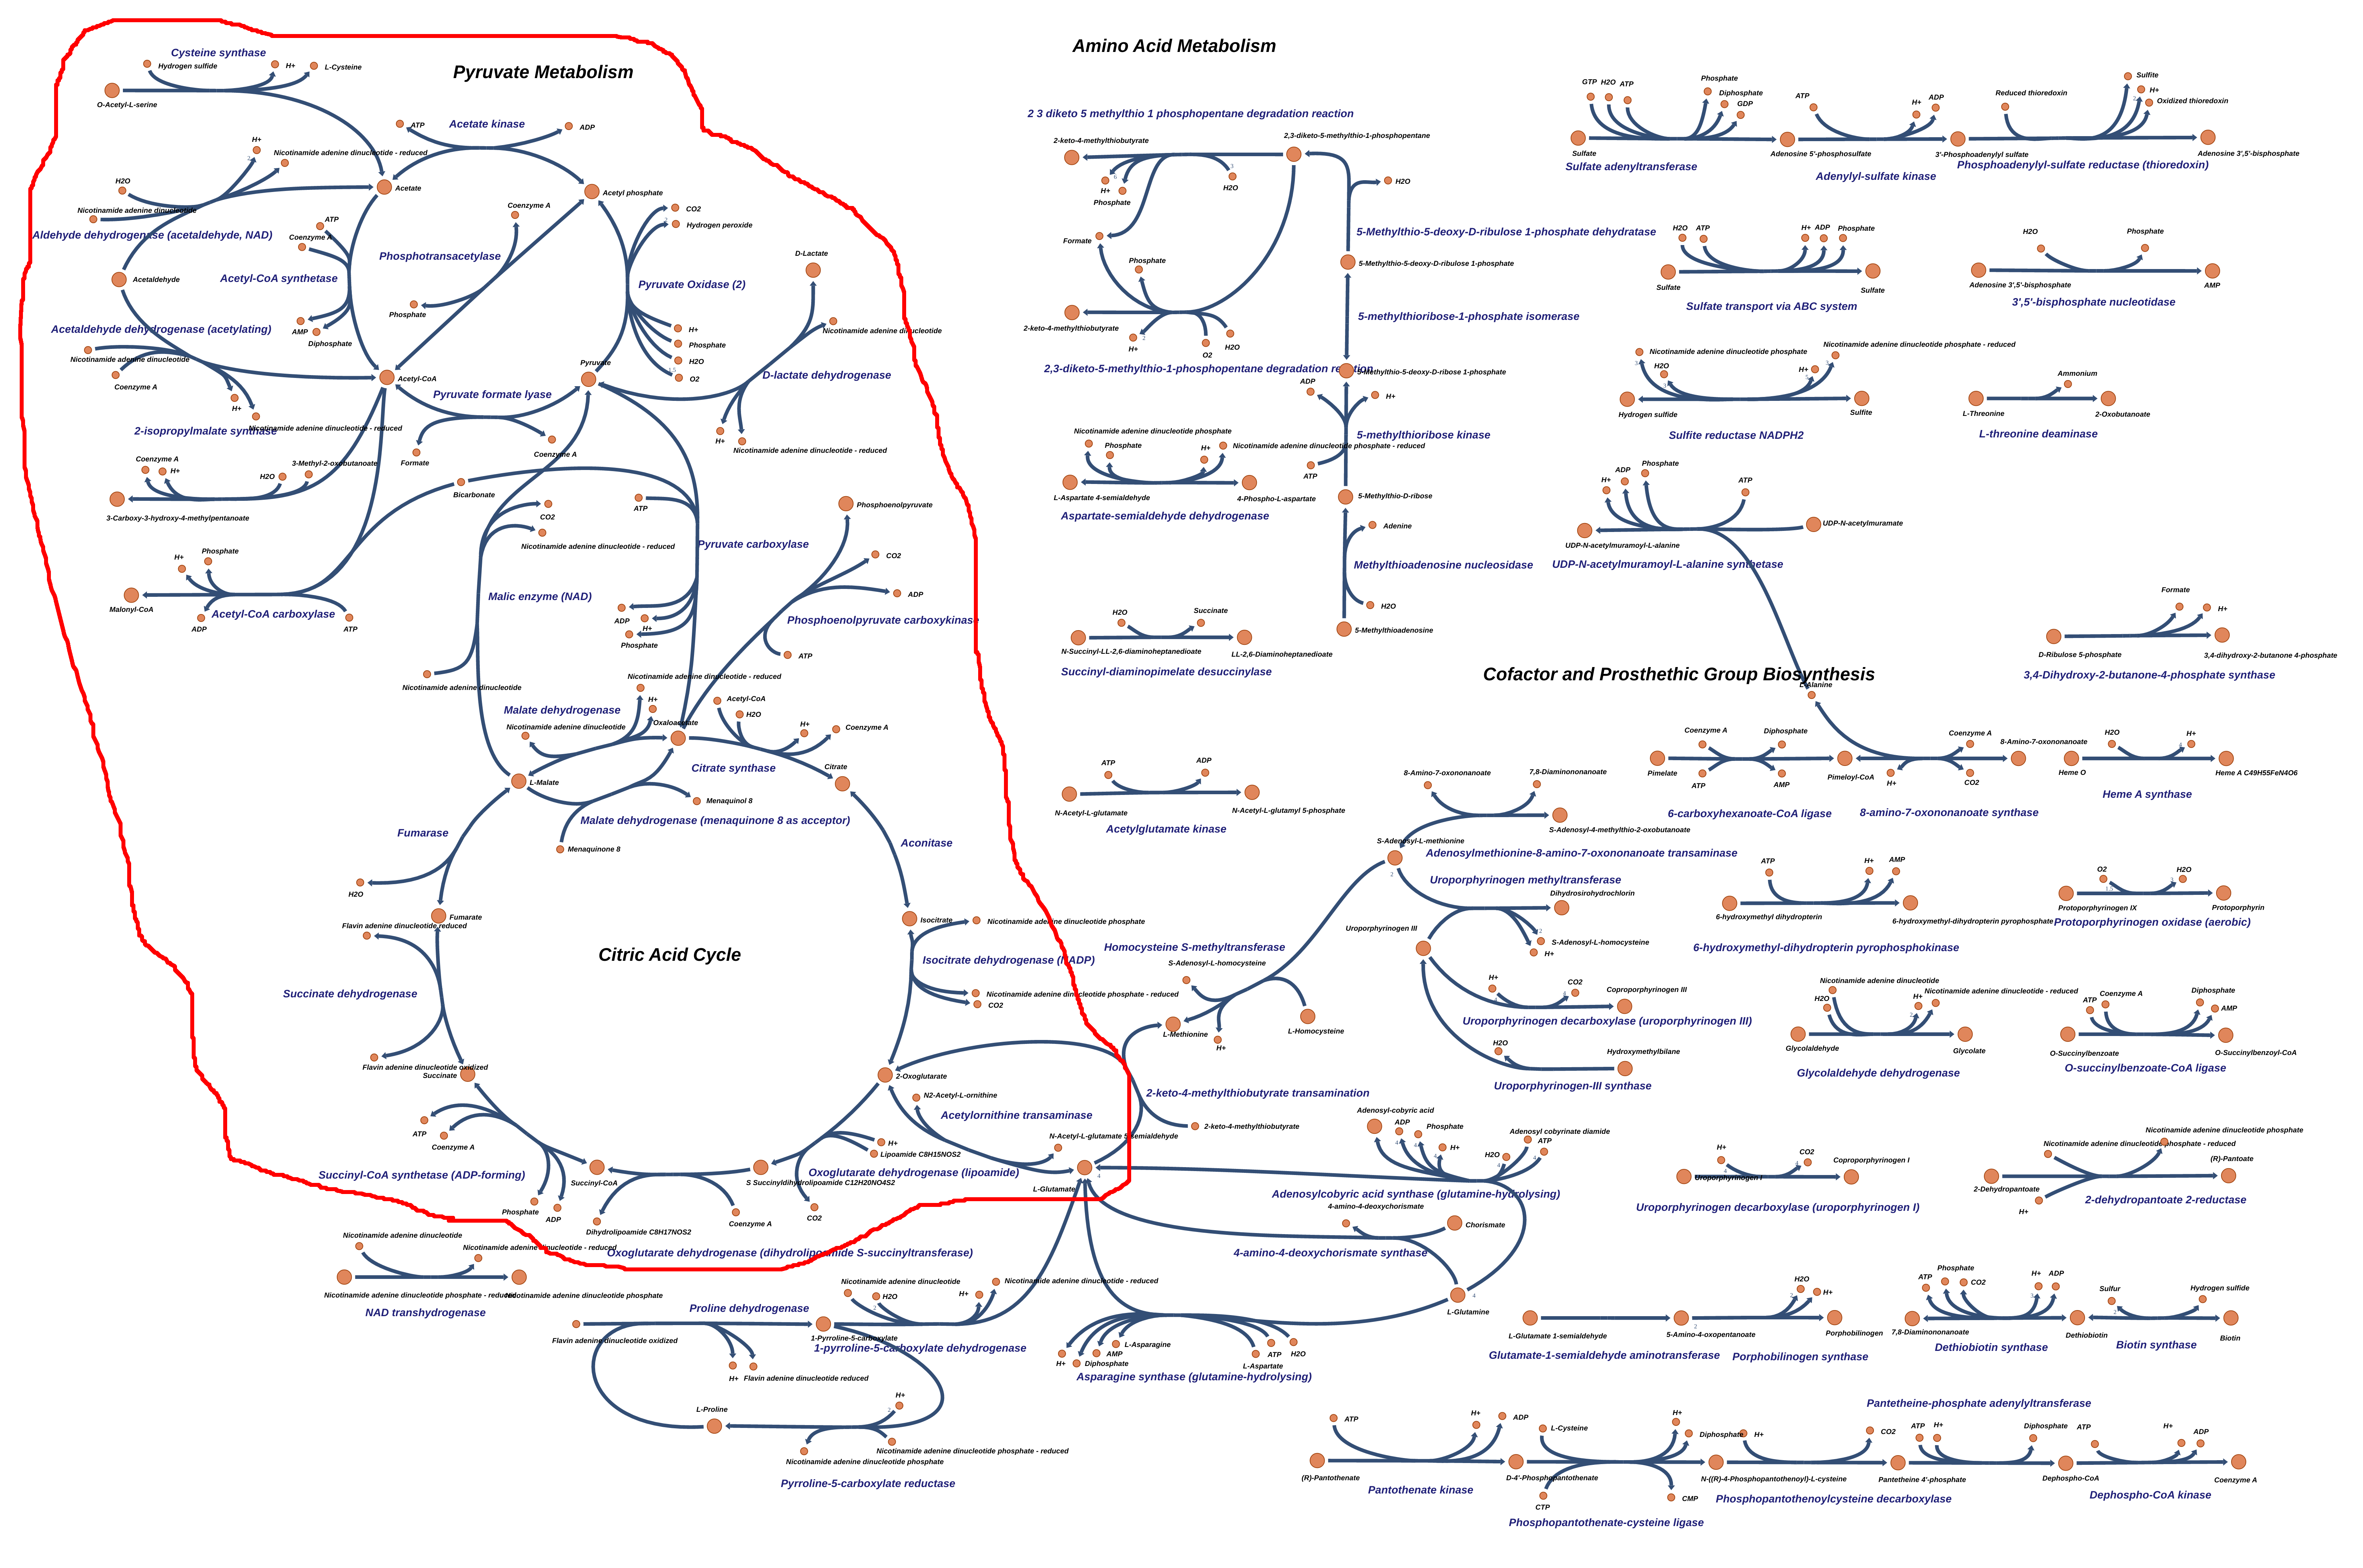 Pyruvate Metabolism
Cysteine synthase
Hydrogen sulfide
H+
L-Cysteine
O-Acetyl-L-serine
ATP
Acetate kinase
ADP
H+
2
Nicotinamide adenine dinucleotide - reduced
H2O
Nicotinamide adenine dinucleotide
Acetate
Acetyl phosphate
Aldehyde dehydrogenase (acetaldehyde, NAD)
ATP
Coenzyme A
Coenzyme A
CO2
2
Hydrogen peroxide
Phosphotransacetylase
Acetaldehyde
Acetyl-CoA synthetase
Pyruvate Oxidase (2)
D-Lactate
Phosphate
AMP
Diphosphate
Acetaldehyde dehydrogenase (acetylating)
Nicotinamide adenine dinucleotide
Coenzyme A
H+
Phosphate
H2O
1.5
O2
Nicotinamide adenine dinucleotide
Pyruvate
Acetyl-CoA
Pyruvate formate lyase
D-lactate dehydrogenase
H+
Nicotinamide adenine dinucleotide - reduced
2-isopropylmalate synthase
Formate
Coenzyme A
H+
Nicotinamide adenine dinucleotide - reduced
Coenzyme A
H+
H2O
3-Methyl-2-oxobutanoate
3-Carboxy-3-hydroxy-4-methylpentanoate
Bicarbonate
CO2
Nicotinamide adenine dinucleotide - reduced
ATP
Phosphoenolpyruvate
Pyruvate carboxylase
CO2
ADP
H+
Phosphate
Malonyl-CoA
ADP
Acetyl-CoA carboxylase
ATP
Malic enzyme (NAD)
ADP
H+
Phosphate
Phosphoenolpyruvate carboxykinase
ATP
Nicotinamide adenine dinucleotide
Nicotinamide adenine dinucleotide - reduced
H+
Malate dehydrogenase
Nicotinamide adenine dinucleotide
Oxaloacetate
Acetyl-CoA
H2O
H+
Coenzyme A
Citrate synthase
Citrate
L-Malate
Menaquinol 8
Malate dehydrogenase (menaquinone 8 as acceptor)
Menaquinone 8
Fumarase
H2O
Aconitase
Fumarate
Flavin adenine dinucleotide reduced
Isocitrate
Nicotinamide adenine dinucleotide phosphate
Citric Acid Cycle
Isocitrate dehydrogenase (NADP)
Succinate dehydrogenase
Nicotinamide adenine dinucleotide phosphate - reduced
CO2
Flavin adenine dinucleotide oxidized
Succinate
2-Oxoglutarate
N2-Acetyl-L-ornithine
Acetylornithine transaminase
N-Acetyl-L-glutamate 5-semialdehyde
ATP
Coenzyme A
H+
Lipoamide C8H15NOS2
Succinyl-CoA synthetase (ADP-forming)
Succinyl-CoA
Oxoglutarate dehydrogenase (lipoamide)
S Succinyldihydrolipoamide C12H20NO4S2
L-Glutamate
4
Phosphate
ADP
Dihydrolipoamide C8H17NOS2
Coenzyme A
CO2
Oxoglutarate dehydrogenase (dihydrolipoamide S-succinyltransferase)
Nicotinamide adenine dinucleotide
Nicotinamide adenine dinucleotide - reduced
Nicotinamide adenine dinucleotide phosphate - reduced
Nicotinamide adenine dinucleotide phosphate
NAD transhydrogenase
Proline dehydrogenase
Flavin adenine dinucleotide oxidized
H+
Flavin adenine dinucleotide reduced
Nicotinamide adenine dinucleotide
H2O
2
H+
Nicotinamide adenine dinucleotide - reduced
1-Pyrroline-5-carboxylate
1-pyrroline-5-carboxylate dehydrogenase
L-Proline
H+
2
Nicotinamide adenine dinucleotide phosphate - reduced
Nicotinamide adenine dinucleotide phosphate
Pyrroline-5-carboxylate reductase
Amino Acid Metabolism
2 3 diketo 5 methylthio 1 phosphopentane degradation reaction
2-keto-4-methylthiobutyrate
2,3-diketo-5-methylthio-1-phosphopentane
6
H+
Phosphate
3
H2O
H2O
Formate
5-Methylthio-5-deoxy-D-ribulose 1-phosphate dehydratase
Phosphate
5-Methylthio-5-deoxy-D-ribulose 1-phosphate
2-keto-4-methylthiobutyrate
H+
2
O2
H2O
5-methylthioribose-1-phosphate isomerase
2,3-diketo-5-methylthio-1-phosphopentane degradation reaction
5-Methylthio-5-deoxy-D-ribose 1-phosphate
ADP
H+
5-methylthioribose kinase
ATP
Nicotinamide adenine dinucleotide phosphate
Phosphate
H+
Nicotinamide adenine dinucleotide phosphate - reduced
L-Aspartate 4-semialdehyde
4-Phospho-L-aspartate
Aspartate-semialdehyde dehydrogenase
5-Methylthio-D-ribose
Adenine
Methylthioadenosine nucleosidase
H2O
5-Methylthioadenosine
H2O
Succinate
N-Succinyl-LL-2,6-diaminoheptanedioate
LL-2,6-Diaminoheptanedioate
Succinyl-diaminopimelate desuccinylase
ATP
ADP
N-Acetyl-L-glutamate
N-Acetyl-L-glutamyl 5-phosphate
Acetylglutamate kinase
GTP
H2O
ATP
Phosphate
Diphosphate
GDP
Sulfate
Sulfate adenyltransferase
ATP
H+
ADP
Adenosine 5'-phosphosulfate
Adenylyl-sulfate kinase
Reduced thioredoxin
Sulfite
H+
2
Oxidized thioredoxin
3'-Phosphoadenylyl sulfate
Adenosine 3',5'-bisphosphate
Phosphoadenylyl-sulfate reductase (thioredoxin)
H2O
ATP
H+
ADP
Phosphate
Sulfate
Sulfate
Sulfate transport via ABC system
H2O
Phosphate
Adenosine 3',5'-bisphosphate
AMP
3',5'-bisphosphate nucleotidase
Nicotinamide adenine dinucleotide phosphate
Nicotinamide adenine dinucleotide phosphate - reduced
3
H2O
3
H+
5
3
Hydrogen sulfide
Sulfite
Sulfite reductase NADPH2
Ammonium
L-Threonine
2-Oxobutanoate
L-threonine deaminase
H+
ADP
Phosphate
ATP
UDP-N-acetylmuramate
UDP-N-acetylmuramoyl-L-alanine
UDP-N-acetylmuramoyl-L-alanine synthetase
Formate
H+
D-Ribulose 5-phosphate
3,4-dihydroxy-2-butanone 4-phosphate
3,4-Dihydroxy-2-butanone-4-phosphate synthase
Cofactor and Prosthethic Group Biosynthesis
L-Alanine
Coenzyme A
Diphosphate
Pimelate
ATP
AMP
Pimeloyl-CoA
6-carboxyhexanoate-CoA ligase
Coenzyme A
8-Amino-7-oxononanoate
H+
CO2
8-amino-7-oxononanoate synthase
H2O
H+
4
Heme O
Heme A C49H55FeN4O6
Heme A synthase
8-Amino-7-oxononanoate
7,8-Diaminononanoate
S-Adenosyl-4-methylthio-2-oxobutanoate
S-Adenosyl-L-methionine
2
Adenosylmethionine-8-amino-7-oxononanoate transaminase
Uroporphyrinogen methyltransferase
Dihydrosirohydrochlorin
Uroporphyrinogen III
2
S-Adenosyl-L-homocysteine
H+
ATP
H+
AMP
6-hydroxymethyl dihydropterin
6-hydroxymethyl-dihydropterin pyrophosphate
6-hydroxymethyl-dihydropterin pyrophosphokinase
O2
1.5
H2O
3
Protoporphyrinogen IX
Protoporphyrin
Protoporphyrinogen oxidase (aerobic)
Homocysteine S-methyltransferase
S-Adenosyl-L-homocysteine
L-Methionine
H+
L-Homocysteine
H+
4
CO2
4
Coproporphyrinogen III
Uroporphyrinogen decarboxylase (uroporphyrinogen III)
H2O
Hydroxymethylbilane
Uroporphyrinogen-III synthase
Nicotinamide adenine dinucleotide
H2O
H+
2
Nicotinamide adenine dinucleotide - reduced
Glycolaldehyde
Glycolate
Glycolaldehyde dehydrogenase
ATP
Coenzyme A
Diphosphate
AMP
O-Succinylbenzoate
O-Succinylbenzoyl-CoA
O-succinylbenzoate-CoA ligase
2-keto-4-methylthiobutyrate transamination
2-keto-4-methylthiobutyrate
Adenosyl-cobyric acid
ADP
4
Phosphate
4
H+
4
H2O
4
Adenosyl cobyrinate diamide
ATP
4
Adenosylcobyric acid synthase (glutamine-hydrolysing)
4-amino-4-deoxychorismate
Chorismate
4-amino-4-deoxychorismate synthase
L-Glutamine
4
H+
Diphosphate
AMP
L-Asparagine
L-Aspartate
ATP
H2O
Asparagine synthase (glutamine-hydrolysing)
H+
4
CO2
4
Uroporphyrinogen I
Coproporphyrinogen I
Uroporphyrinogen decarboxylase (uroporphyrinogen I)
Nicotinamide adenine dinucleotide phosphate
Nicotinamide adenine dinucleotide phosphate - reduced
2-Dehydropantoate
H+
(R)-Pantoate
2-dehydropantoate 2-reductase
L-Glutamate 1-semialdehyde
5-Amino-4-oxopentanoate
2
Glutamate-1-semialdehyde aminotransferase
H2O
2
H+
Porphobilinogen
Porphobilinogen synthase
ATP
Phosphate
CO2
H+
3
ADP
7,8-Diaminononanoate
Dethiobiotin
Dethiobiotin synthase
Sulfur
2
Hydrogen sulfide
Biotin
Biotin synthase
ATP
H+
ADP
(R)-Pantothenate
D-4'-Phosphopantothenate
Pantothenate kinase
L-Cysteine
CTP
H+
Diphosphate
CMP
Phosphopantothenate-cysteine ligase
H+
CO2
N-((R)-4-Phosphopantothenoyl)-L-cysteine
Pantetheine 4'-phosphate
Phosphopantothenoylcysteine decarboxylase
Pantetheine-phosphate adenylyltransferase
ATP
H+
Diphosphate
Dephospho-CoA
ATP
H+
ADP
Coenzyme A
Dephospho-CoA kinase